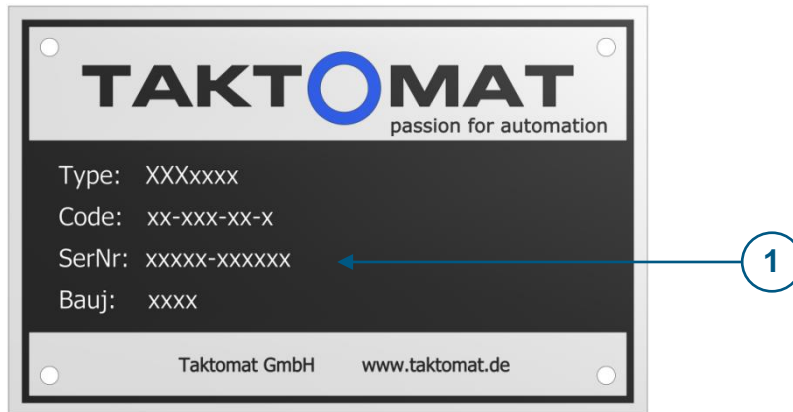 TAKTOMAT
passion for automation
Type: XXXxxxx
Code: xx-xxx-xx-x
SerNr: xxxxx-xxxxxx
1
Bauj: xxxx
Taktomat GmbH www.taktomat.de